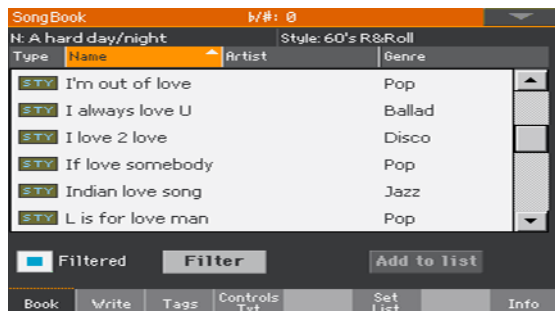 SongBook ♭/#: 0
N: A hard day/night Style: 60's R&Roll
Type Name Artist Genre
STY I'm out of love Pop
STY I always love U Ballad
STY I love 2 love Disco
STY If love somebody Pop
STY Indian love song Jazz
STY L is for love man Pop
Filtered Filter Add to list
Book Write Tags Controls Txt Set List Info